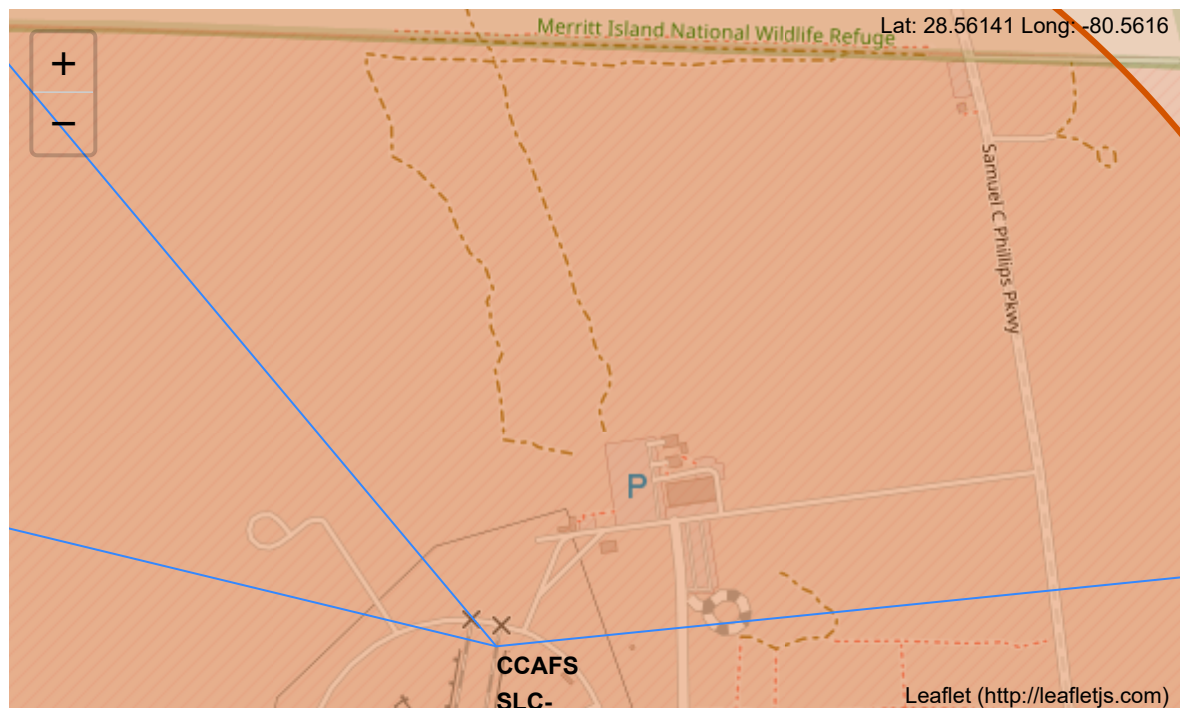 Merritt Island National Wildlife Refuge
Lat: 28.56141 Long: -80.5616
+
−
Samuel C Phillips Pkwy
P
CCAFS
SLC-
Leaflet (http://leafletjs.com)